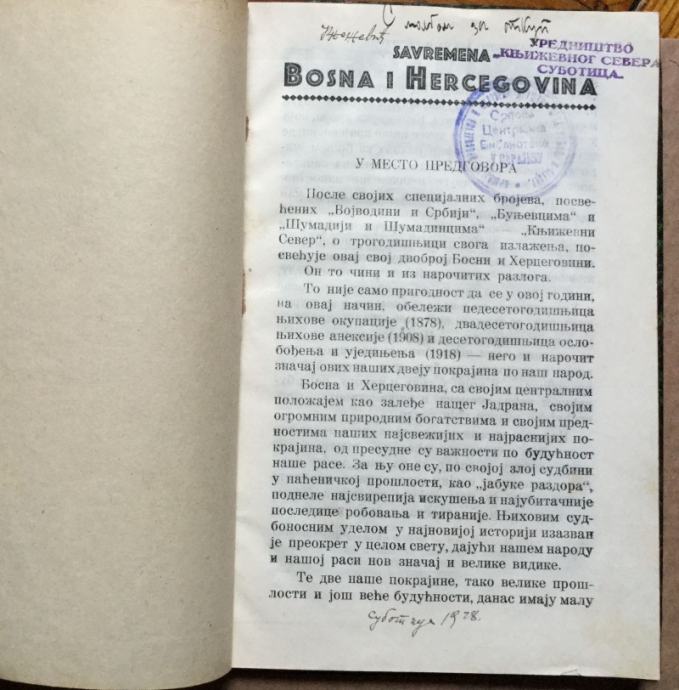 С молбом за откуп
УРЕДНИШТВО
„КЊИЖЕВНОГ СЕВЕРА
СУБОТИЦА.
SAVREMENA
BOSNA I HERCEGOVINA
Српска
Централна
Библиотека
У МЕСТО ПРЕДГОВОРА
После својих специјалних бројева, посве-
ћених „Војводини и Србији“, „Буњевцима“ и
„Шумадији и Шумадинцима“ — „Књижевни
Север“, о трогодишњици свога излажења, по-
свећује овај свој двоброј Босни и Херцеговини.
Он то чини и из нарочитих разлога.
То није само пригодност да се у овој години,
на овај начин, обележи педесетогодишњица
њихове окупације (1878), двадесетогодишњица
њихове анексије (1908) и десетогодишњица осло-
бођења и уједињења (1918) — него и нарочит
значај ових наших двеју покрајина по наш народ.
Босна и Херцеговина, са својим централним
положајем као залеђе нашег Јадрана, својим
огромним природним богатствима и својим пред-
ностима наших најсвежијих и најраснијих по-
крајина, од пресудне су важности по будућност
наше расе. За њу оне су, по својој злој судбини
у паћеничкој прошлости, као „јабуке раздора“,
поднеле најсвирепија искушења и најубитачније
последице робовања и тираније. Њиховим суд-
боносним уделом у најновијој историји изазван
је преокрет у целом свету, дајући нашем народу
и нашој раси нов значај и велике видике.
Те две наше покрајине, тако велике прош-
лости и још веће будућности, данас имају малу
Суботица 1928.